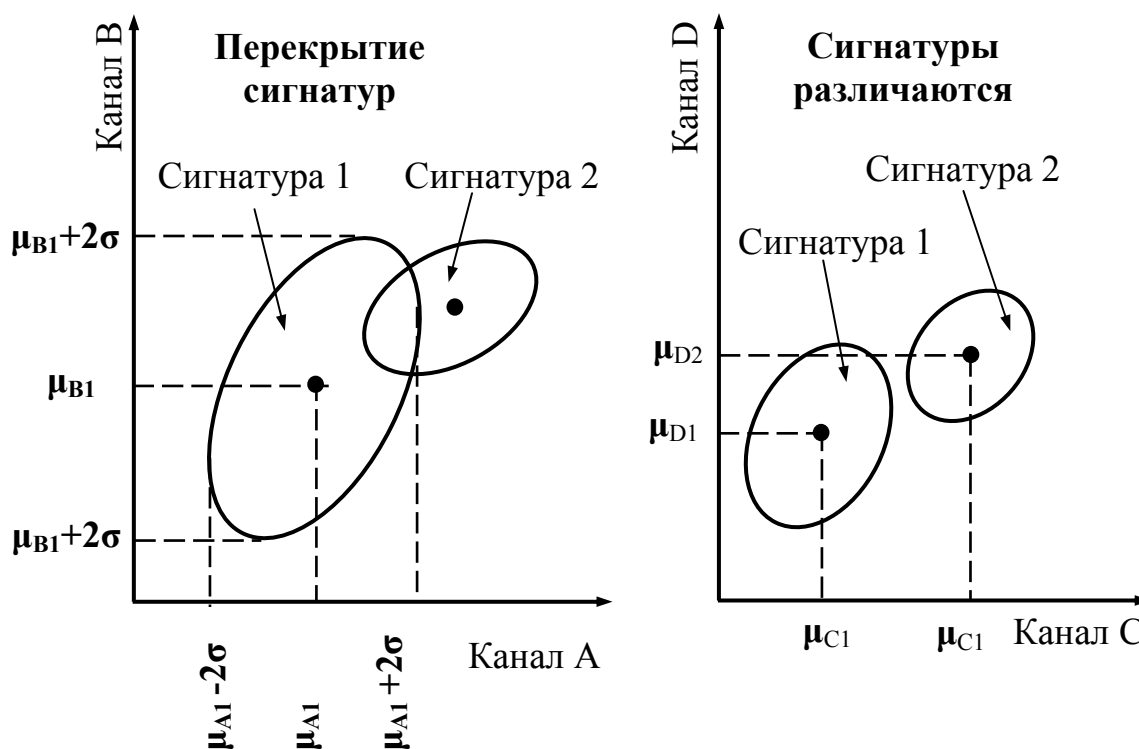 Канал B
Перекрытие
сигнатур
Сигнатура 1
Сигнатура 2
μB1+2σ
μB1
μB1+2σ
μA1-2σ
μA1
μA1+2σ
Канал A
Канал D
Сигнатуры
различаются
Сигнатура 2
Сигнатура 1
μD2
μD1
μC1
μC1
Канал C